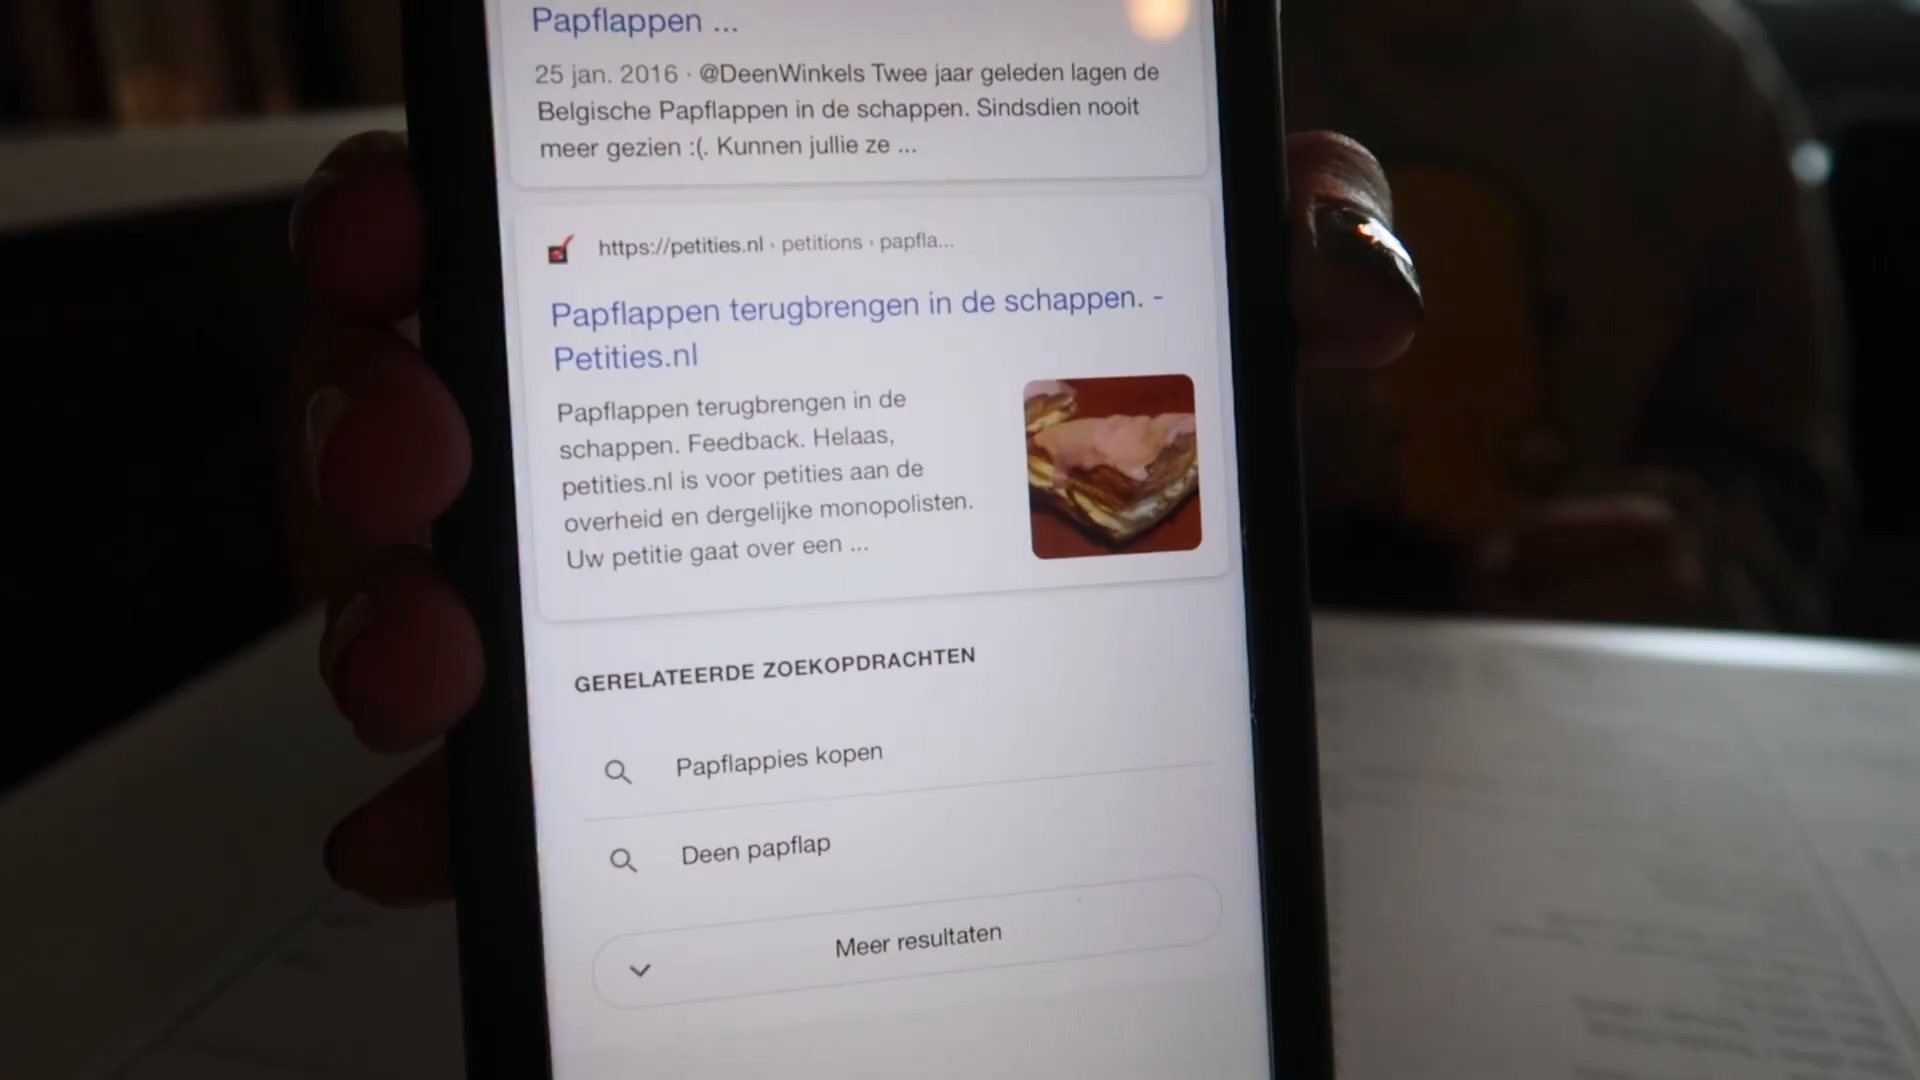 Papflappen ...
25 jan. 2016 · @DeenWinkels Twee jaar geleden lagen de
Belgische Papflappen in de schappen. Sindsdien nooit
meer gezien :(. Kunnen jullie ze ...
https://petities.nl › petitions › papfla...
Papflappen terugbrengen in de schappen. -
Petities.nl
Papflappen terugbrengen in de
schappen. Feedback. Helaas,
petities.nl is voor petities aan de
overheid en dergelijke monopolisten.
Uw petitie gaat over een ...
GERELATEERDE ZOEKOPDRACHTEN
Papflappies kopen
Deen papflap
Meer resultaten